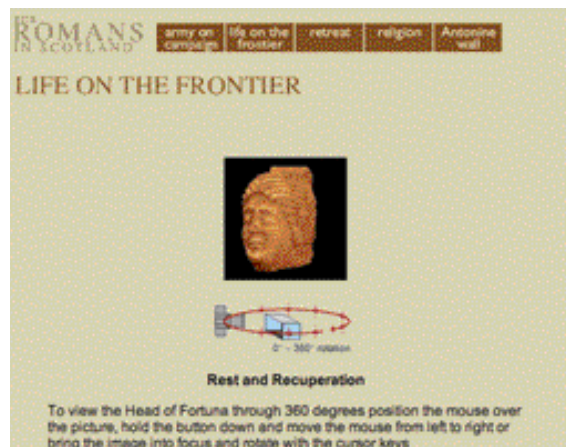 THE
ROMANS
IN SCOTLAND
army on campaign
life on the frontier
retreat
religion
Antonine wall
LIFE ON THE FRONTIER
0° - 360° rotation
Rest and Recuperation
To view the Head of Fortuna through 360 degrees position the mouse over
the picture, hold the button down and move the mouse from left to right or
bring the image into focus and rotate with the cursor keys